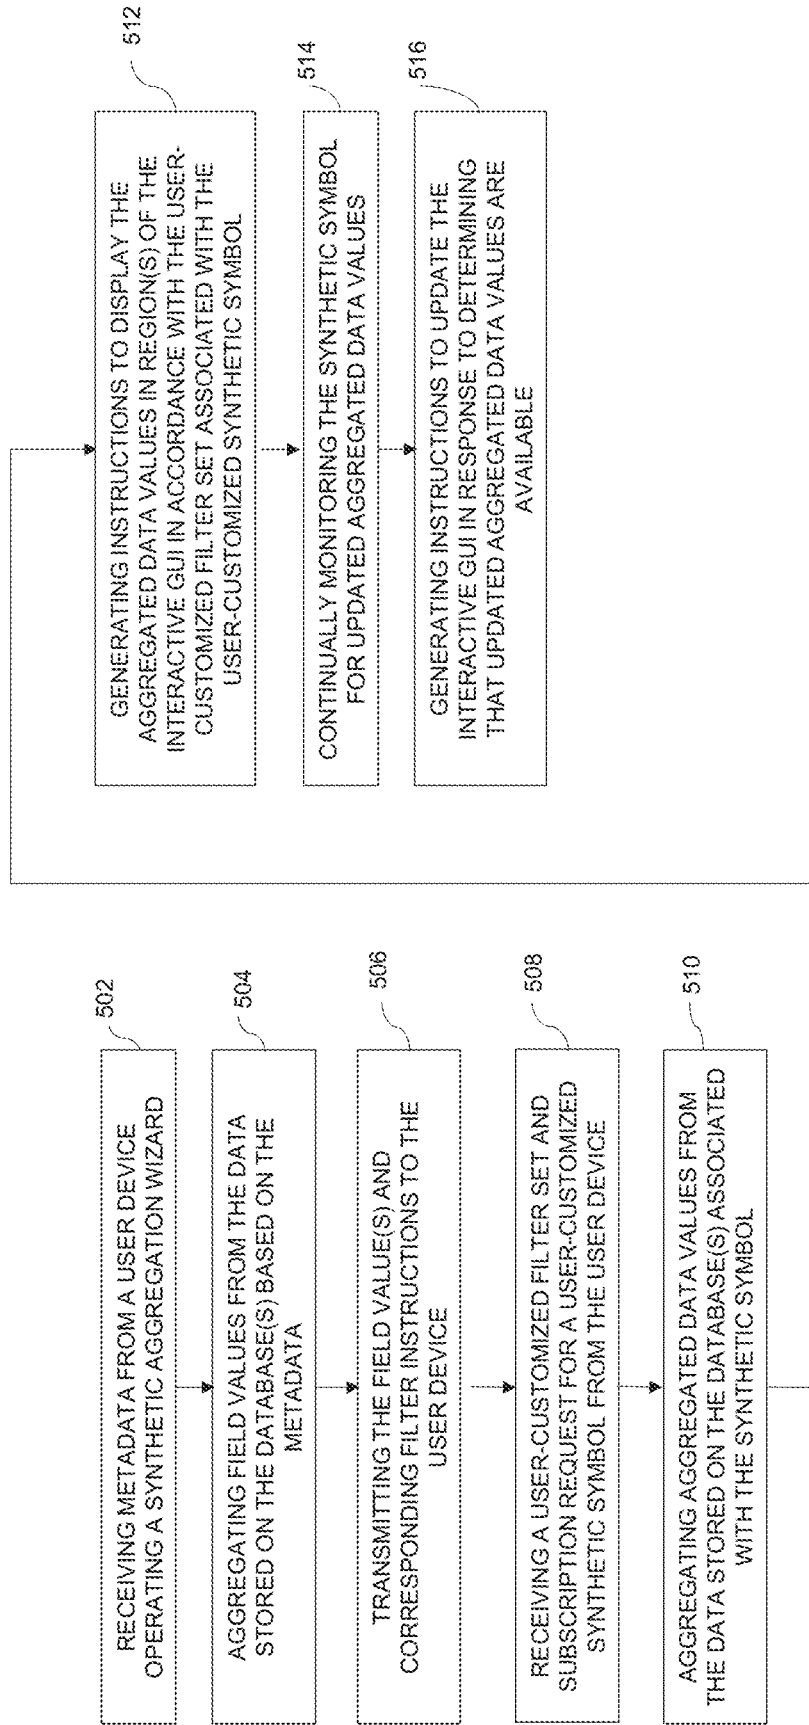 502
RECEIVING METADATA FROM A USER DEVICE
OPERATING A SYNTHETIC AGGREGATION WIZARD
504
AGGREGATING FIELD VALUES FROM THE DATA
STORED ON THE DATABASE(S) BASED ON THE
METADATA
506
TRANSMITTING THE FIELD VALUE(S) AND
CORRESPONDING FILTER INSTRUCTIONS TO THE
USER DEVICE
508
RECEIVING A USER-CUSTOMIZED FILTER SET AND
SUBSCRIPTION REQUEST FOR A USER-CUSTOMIZED
SYNTHETIC SYMBOL FROM THE USER DEVICE
510
AGGREGATING AGGREGATED DATA VALUES FROM
THE DATA STORED ON THE DATABASE(S) ASSOCIATED
WITH THE SYNTHETIC SYMBOL
512
GENERATING INSTRUCTIONS TO DISPLAY THE
AGGREGATED DATA VALUES IN REGION(S) OF THE
INTERACTIVE GUI IN ACCORDANCE WITH THE USER-
CUSTOMIZED FILTER SET ASSOCIATED WITH THE
USER-CUSTOMIZED SYNTHETIC SYMBOL
514
CONTINUALLY MONITORING THE SYNTHETIC SYMBOL
FOR UPDATED AGGREGATED DATA VALUES
516
GENERATING INSTRUCTIONS TO UPDATE THE
INTERACTIVE GUI IN RESPONSE TO DETERMINING
THAT UPDATED AGGREGATED DATA VALUES ARE
AVAILABLE